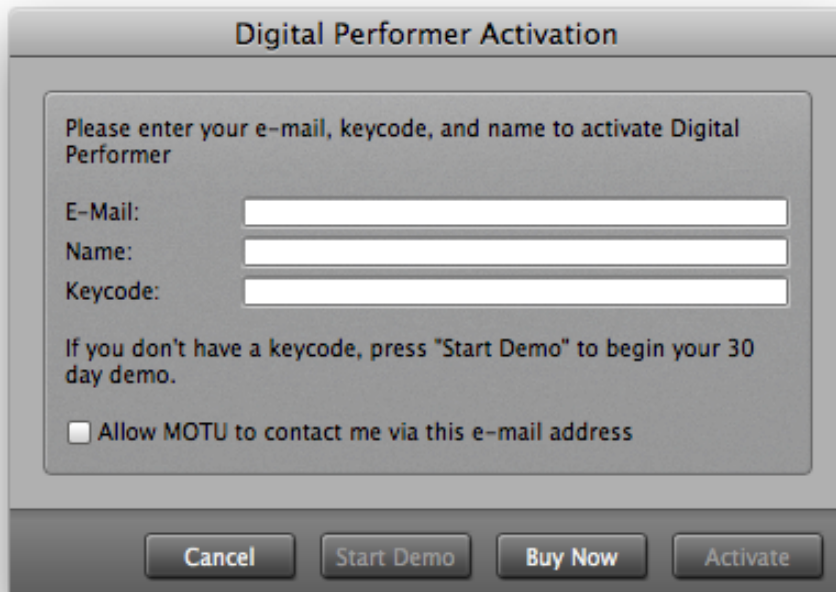 Digital Performer Activation
Please enter your e-mail, keycode, and name to activate Digital
Performer
E-Mail:
Name:
Keycode:
If you don't have a keycode, press "Start Demo" to begin your 30
day demo.
Allow MOTU to contact me via this e-mail address
Cancel Start Demo Buy Now Activate